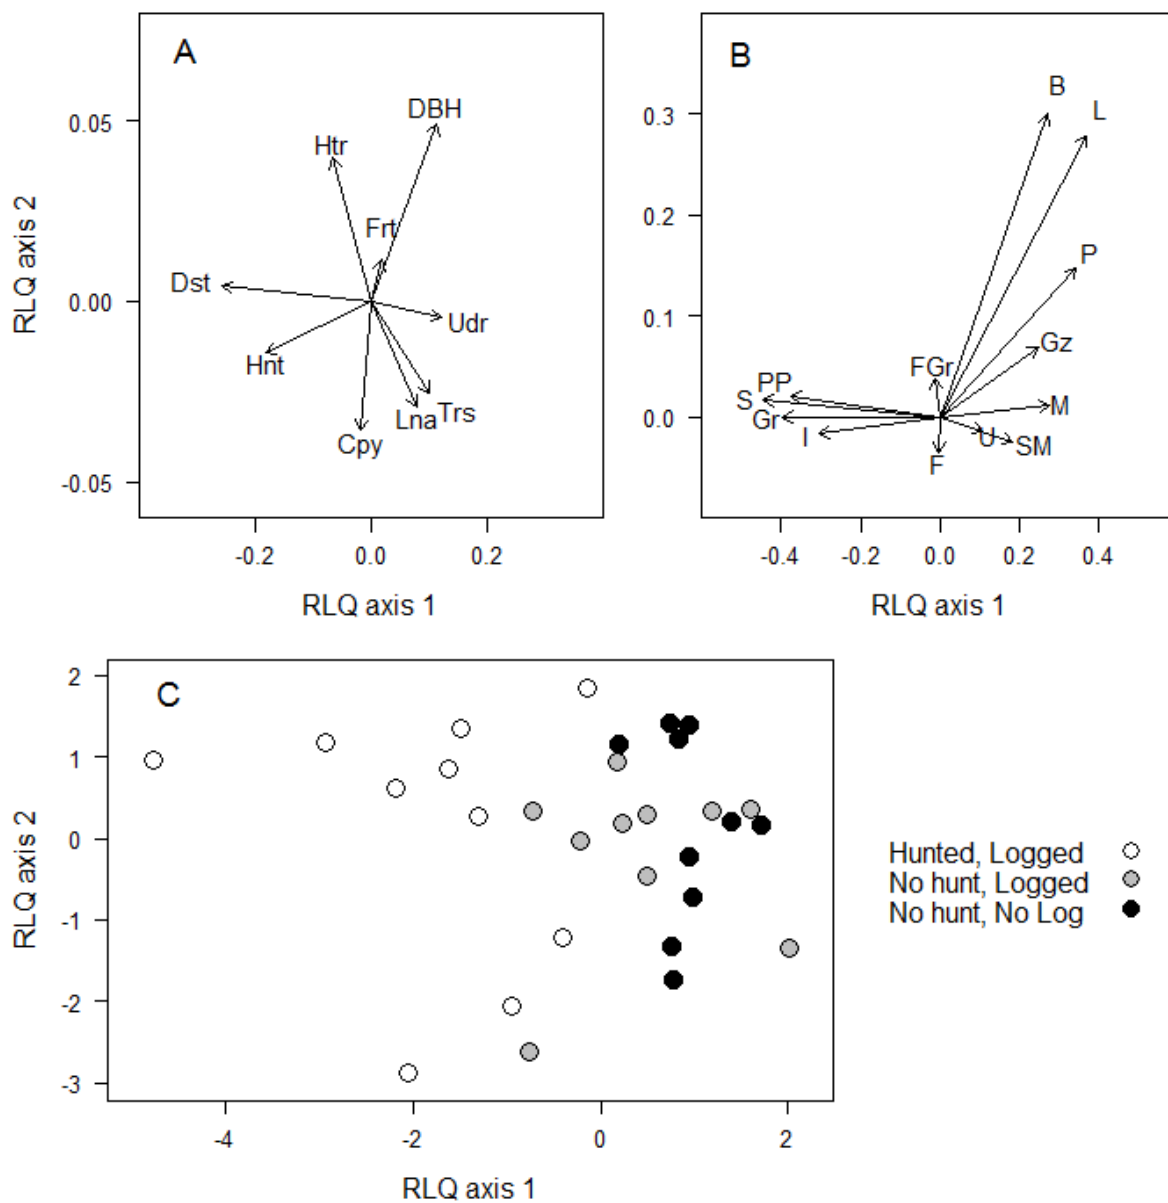 A
DBH
Htr
Frt
Dst
Udr
Hnt
Lna Trs
Cpy
0.05
0.00
-0.05
RLQ axis 2
-0.2 0.0 0.2
RLQ axis 1
B
B
L
P
Gz
FGr
PP
S
M
Gr
I
U
SM
F
0.3
0.2
0.1
0.0
-0.4 -0.2 0.0 0.2 0.4
RLQ axis 1
C
2
1
0
-1
-2
-3
RLQ axis 2
-4 -2 0 2
RLQ axis 1
Hunted, Logged
No hunt, Logged
No hunt, No Log